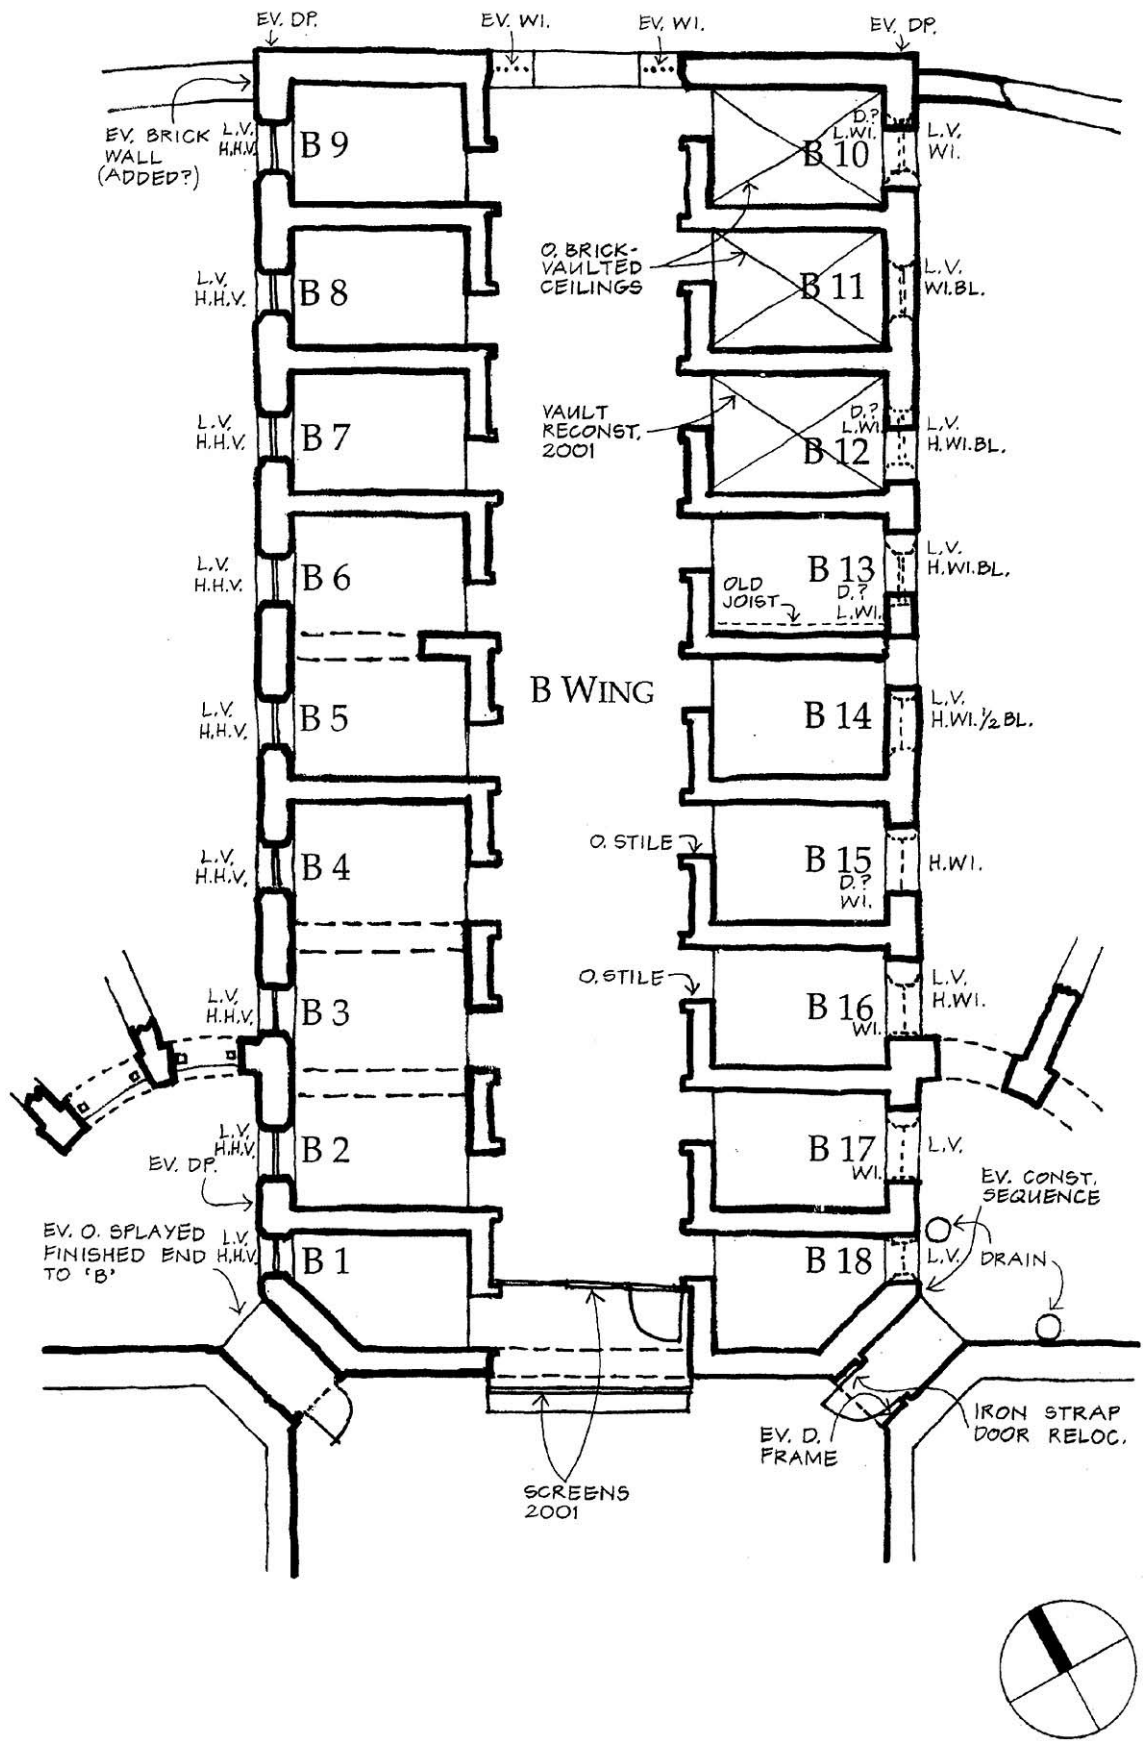 EV. DP.
EV. WI.
EV. WI.
EV. DP.
EV. BRICK
WALL
(ADDED?)
L.V.
H.H.V.
B 9
D.?
L.WI.
B 10
L.V.
WI.
O. BRICK-
VAULTED
CEILINGS
L.V.
H.H.V.
B 8
B 11
L.V.
WI.BL.
L.V.
H.H.V.
B 7
VAULT
RECONST.
2001
D.?
L.WI.
B 12
L.V.
H.WI.BL.
L.V.
H.H.V.
B 6
OLD
JOIST
B 13
D.?
L.WI.
L.V.
H.WI.BL.
B WING
L.V.
H.H.V.
B 5
B 14
L.V.
H.WI.½BL.
L.V.
H.H.V.
B 4
O. STILE
B 15
D.?
WI.
H.WI.
L.V.
H.H.V.
B 3
O. STILE
B 16
WI.
L.V.
H.WI.
L.V.
H.H.V.
B 2
B 17
WI.
L.V.
EV. DP.
EV. CONST.
SEQUENCE
EV. O. SPLAYED
FINISHED END
TO 'B'
L.V.
H.H.V.
B 1
B 18
L.V.
DRAIN
SCREENS
2001
EV. D.
FRAME
IRON STRAP
DOOR RELOC.